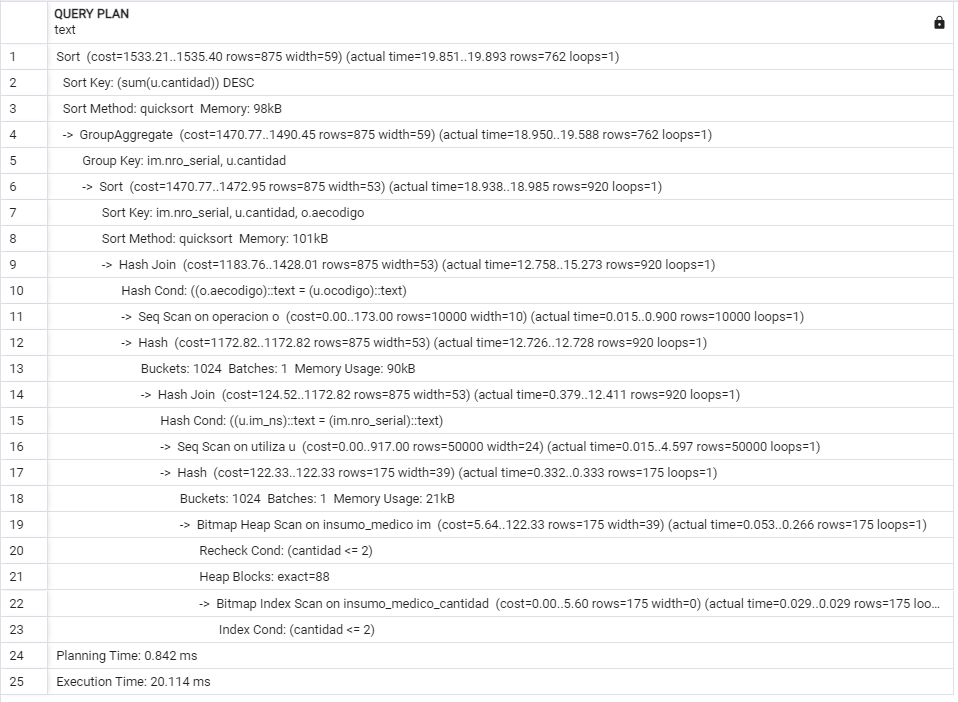 QUERY PLAN
text
1 Sort (cost=1533.21..1535.40 rows=875 width=59) (actual time=19.851..19.893 rows=762 loops=1)
2 Sort Key: (sum(u.cantidad)) DESC
3 Sort Method: quicksort Memory: 98kB
4 -> GroupAggregate (cost=1470.77..1490.45 rows=875 width=59) (actual time=18.950..19.588 rows=762 loops=1)
5 Group Key: im.nro_serial, u.cantidad
6 -> Sort (cost=1470.77..1472.95 rows=875 width=53) (actual time=18.938..18.985 rows=920 loops=1)
7 Sort Key: im.nro_serial, u.cantidad, o.aecodigo
8 Sort Method: quicksort Memory: 101kB
9 -> Hash Join (cost=1183.76..1428.01 rows=875 width=53) (actual time=12.758..15.273 rows=920 loops=1)
10 Hash Cond: ((o.aecodigo)::text = (u.ocodigo)::text)
11 -> Seq Scan on operacion o (cost=0.00..173.00 rows=10000 width=10) (actual time=0.015..0.900 rows=10000 loops=1)
12 -> Hash (cost=1172.82..1172.82 rows=875 width=53) (actual time=12.726..12.728 rows=920 loops=1)
13 Buckets: 1024 Batches: 1 Memory Usage: 90kB
14 -> Hash Join (cost=124.52..1172.82 rows=875 width=53) (actual time=0.379..12.411 rows=920 loops=1)
15 Hash Cond: ((u.im_ns)::text = (im.nro_serial)::text)
16 -> Seq Scan on utiliza u (cost=0.00..917.00 rows=50000 width=24) (actual time=0.015..4.597 rows=50000 loops=1)
17 -> Hash (cost=122.33..122.33 rows=175 width=39) (actual time=0.332..0.333 rows=175 loops=1)
18 Buckets: 1024 Batches: 1 Memory Usage: 21kB
19 -> Bitmap Heap Scan on insumo_medico im (cost=5.64..122.33 rows=175 width=39) (actual time=0.053..0.266 rows=175 loops=1)
20 Recheck Cond: (cantidad <= 2)
21 Heap Blocks: exact=88
22 -> Bitmap Index Scan on insumo_medico_cantidad (cost=0.00..5.60 rows=175 width=0) (actual time=0.029..0.029 rows=175 loo...
23 Index Cond: (cantidad <= 2)
24 Planning Time: 0.842 ms
25 Execution Time: 20.114 ms